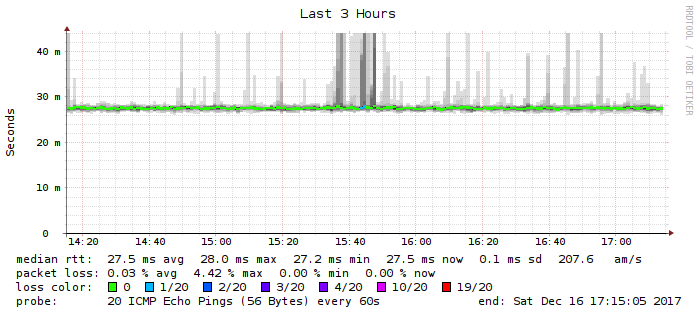 Last 3 Hours
RRDTOOL / TOBI OETIKER
Seconds
40 m
30 m
20 m
10 m
0
14:20 14:40 15:00 15:20 15:40 16:00 16:20 16:40 17:00
median rtt: 27.5 ms avg 28.0 ms max 27.2 ms min 27.5 ms now 0.1 ms sd 207.6 am/s
packet loss: 0.03 % avg 4.42 % max 0.00 % min 0.00 % now
loss color: 0 1/20 2/20 3/20 4/20 10/20 19/20
probe: 20 ICMP Echo Pings (56 Bytes) every 60s end: Sat Dec 16 17:15:05 2017